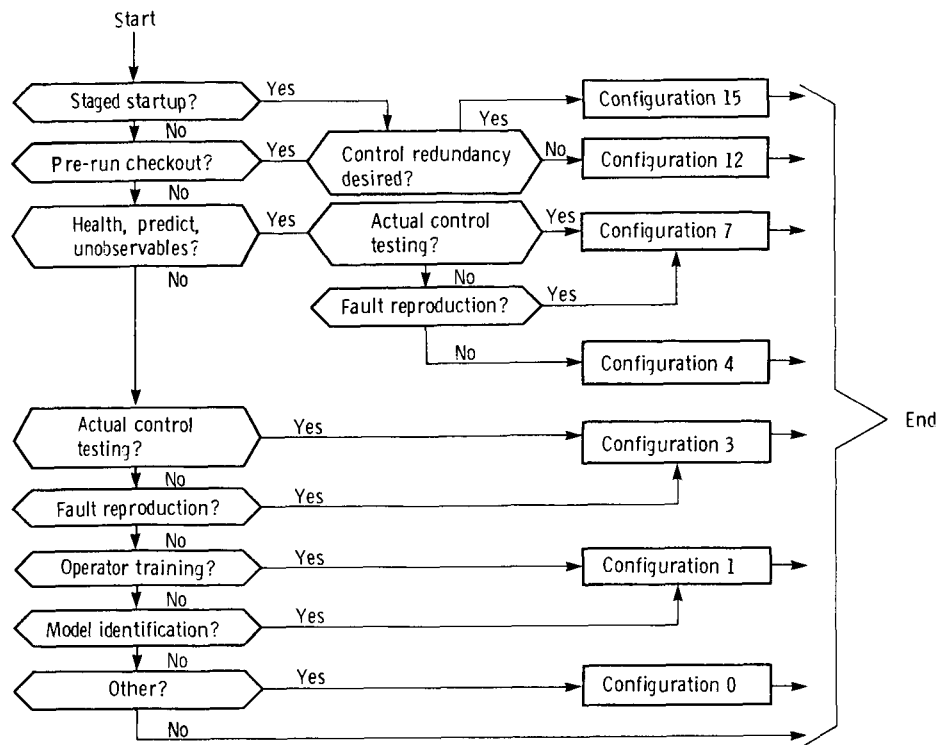 Start
Staged startup?
Yes
No
Yes
Configuration 15
Pre-run checkout?
Yes
Control redundancy
desired?
No
Configuration 12
No
Health, predict,
unobservables?
Yes
Actual control
testing?
Yes
Configuration 7
No
No
Fault reproduction?
Yes
No
Configuration 4
Actual control
testing?
Yes
Configuration 3
End
No
Fault reproduction?
Yes
No
Operator training?
Yes
Configuration 1
No
Model identification?
Yes
No
Other?
Yes
Configuration 0
No